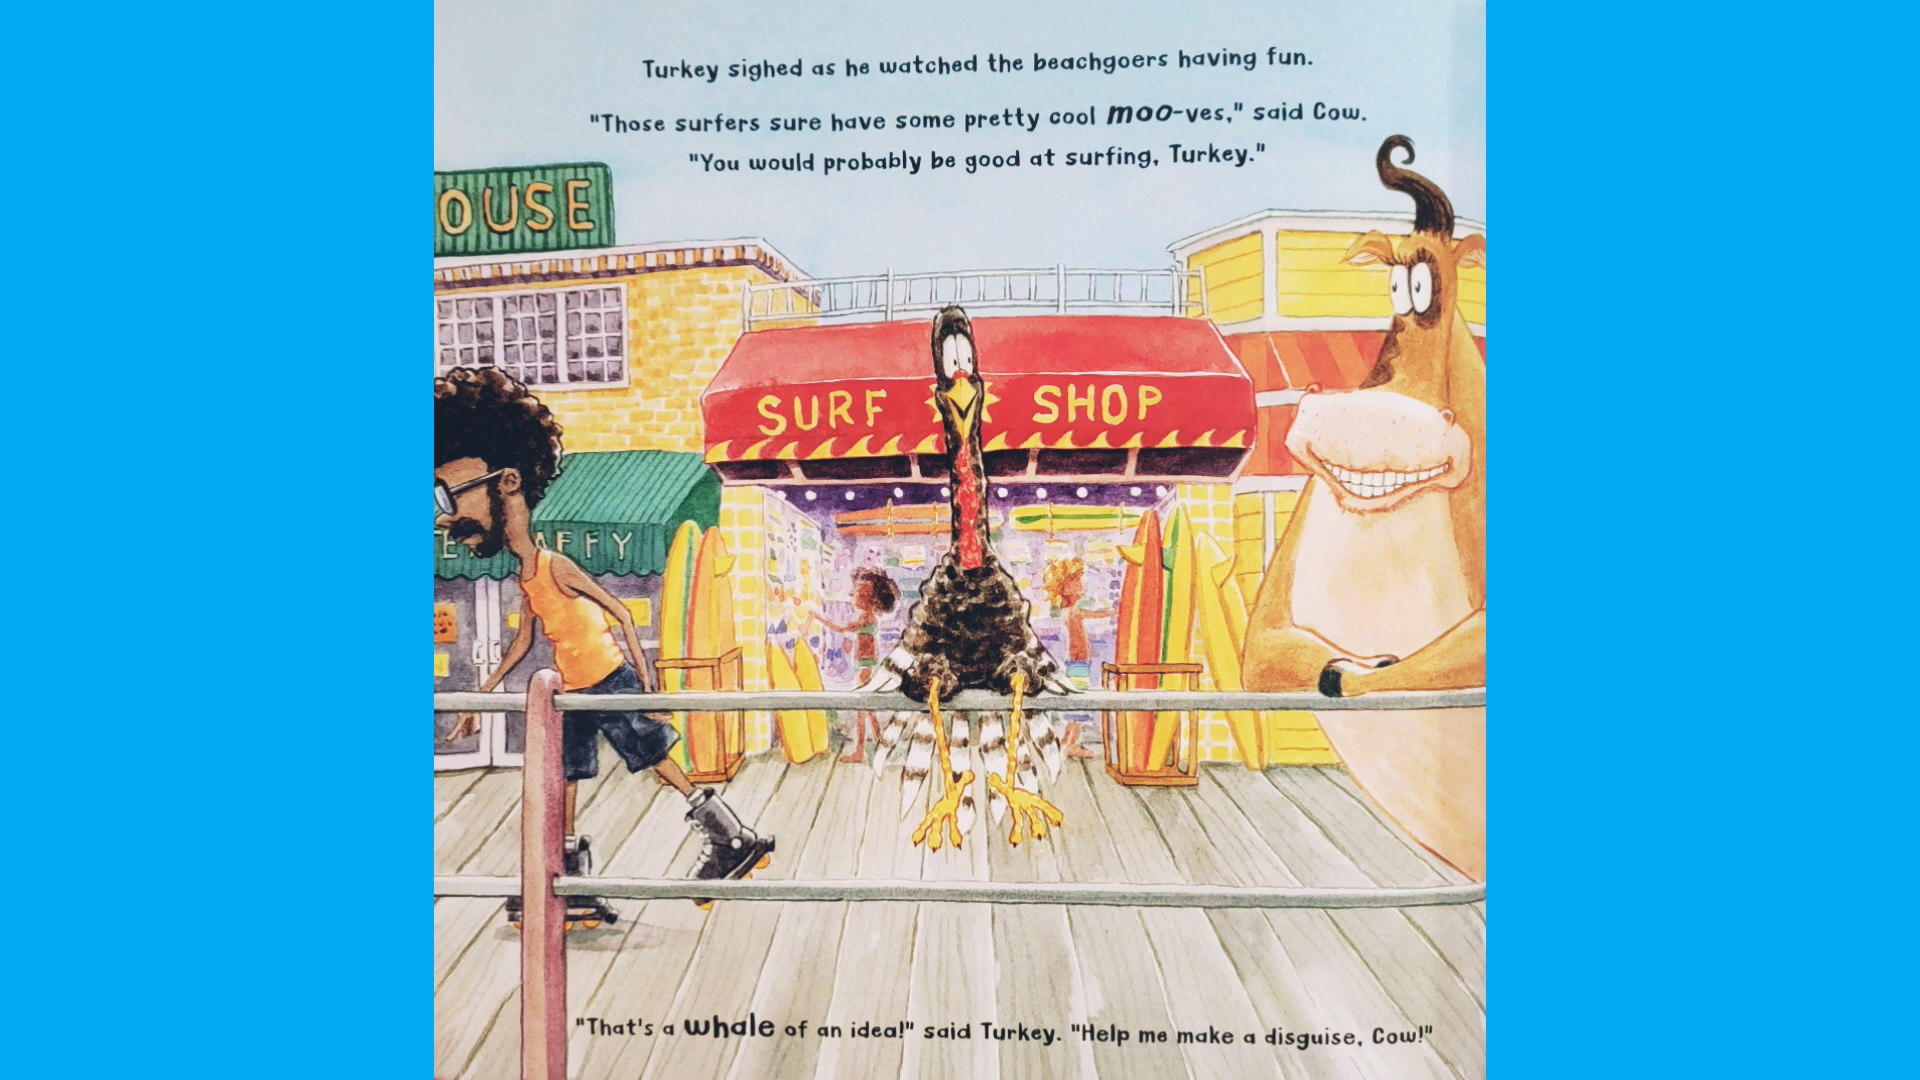 Turkey sighed as he watched the beachgoers having fun.
"Those surfers sure have some pretty cool moo-ves," said Cow.
"You would probably be good at surfing, Turkey."
OUSE
SURF SHOP
AFFY
"That's a whale of an idea!" said Turkey. "Help me make a disguise, Cow!"